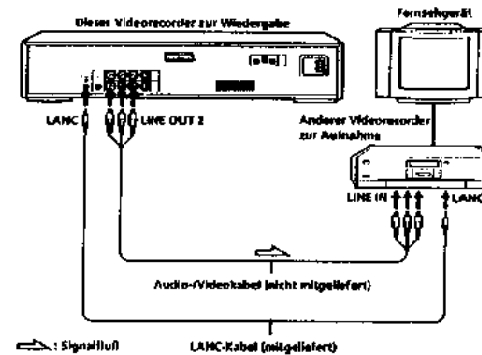 Dieser Videorecorder zur Wiedergabe
Fernsehgerät
LANC
LINE OUT 2
Anderer Videorecorder
zur Aufnahme
LINE IN
LANC
Audio-/Videokabel (nicht mitgeliefert)
: Signalfluß
LANC-Kabel (mitgeliefert)